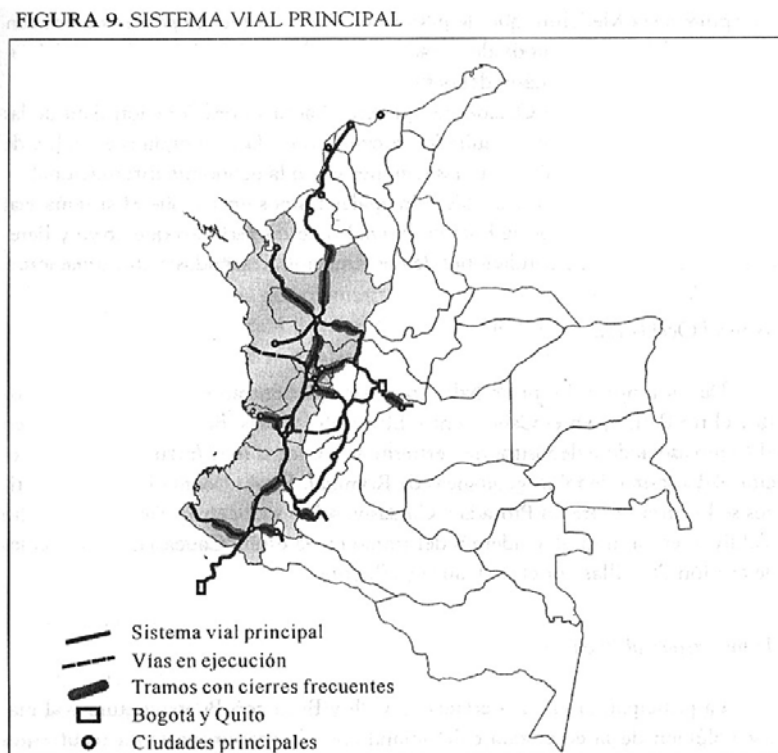 FIGURA 9. SISTEMA VIAL PRINCIPAL
Sistema vial principal
Vías en ejecución
Tramos con cierres frecuentes
Bogotá y Quito
Ciudades principales